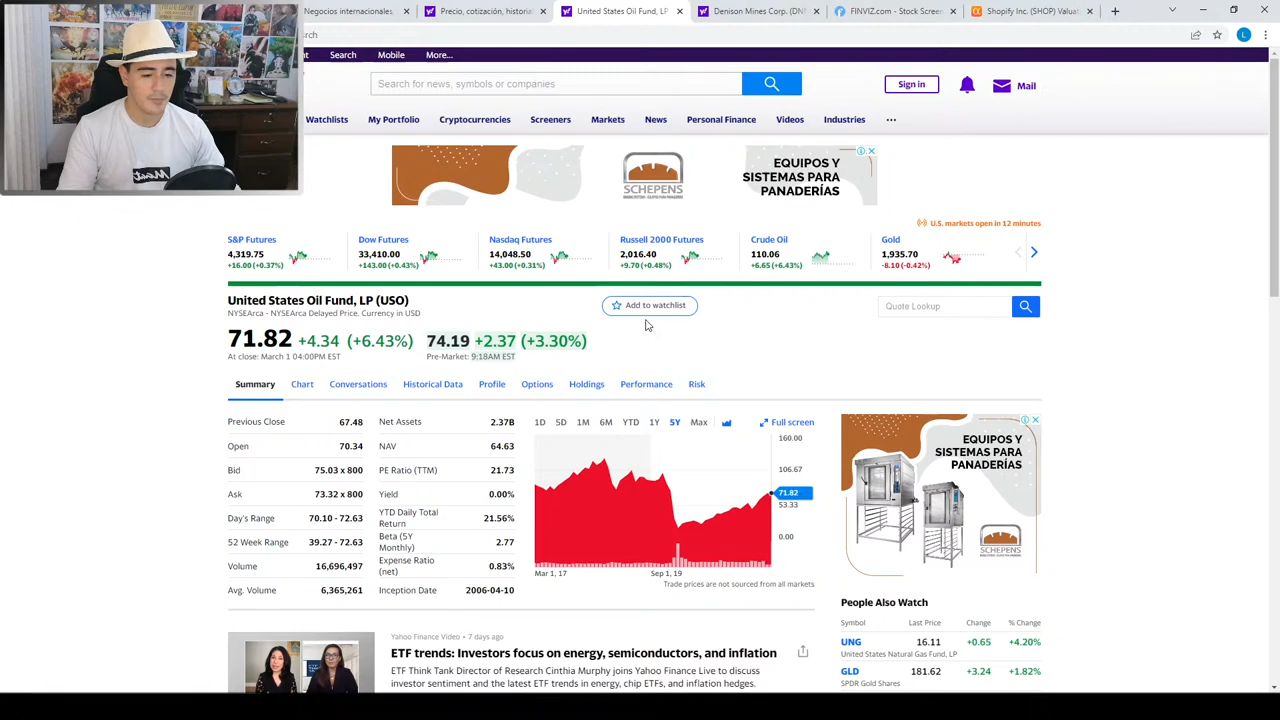 Negocios internacionales.
Precio, cotización, historial
United States Oil Fund, LP
Denison Mines Corp. (DN
FINVIZ.com - Stock Screen
Shopify Inc. (SHOP) Valuat
Search
Mobile
More...
Search for news, symbols or companies
Sign in
Mail
Watchlists
My Portfolio
Cryptocurrencies
Screeners
Markets
News
Personal Finance
Videos
Industries
SCHEPENS
EQUIPOS Y
SISTEMAS PARA
PANADERÍAS
U.S. markets open in 12 minutes
S&P Futures
4,319.75
+16.00 (+0.37%)
Dow Futures
33,410.00
+143.00 (+0.43%)
Nasdaq Futures
14,048.50
+43.00 (+0.31%)
Russell 2000 Futures
2,016.40
+9.70 (+0.48%)
Crude Oil
110.06
+6.65 (+6.43%)
Gold
1,935.70
-8.10 (-0.42%)
United States Oil Fund, LP (USO)
NYSEArca - NYSEArca Delayed Price. Currency in USD
Add to watchlist
Quote Lookup
71.82 +4.34 (+6.43%)
At close: March 1 04:00PM EST
74.19 +2.37 (+3.30%)
Pre-Market: 9:18AM EST
Summary
Chart
Conversations
Historical Data
Profile
Options
Holdings
Performance
Risk
Previous Close 67.48
Open 70.34
Bid 75.03 x 800
Ask 73.32 x 800
Day's Range 70.10 - 72.63
52 Week Range 39.27 - 72.63
Volume 16,696,497
Avg. Volume 6,365,261
Net Assets 2.37B
NAV 64.63
PE Ratio (TTM) 21.73
Yield 0.00%
YTD Daily Total
Return 21.56%
Beta (5Y
Monthly) 2.77
Expense Ratio
(net) 0.83%
Inception Date 2006-04-10
1D 5D 1M 6M YTD 1Y 5Y Max
Full screen
160.00
106.67
71.82
53.33
0.00
Mar 1, 17
Sep 1, 19
Trade prices are not sourced from all markets
EQUIPOS Y
SISTEMAS PARA
PANADERÍAS
SCHEPENS
People Also Watch
Symbol Last Price Change % Change
UNG 16.11 +0.65 +4.20%
United States Natural Gas Fund, LP
GLD 181.62 +3.24 +1.82%
SPDR Gold Shares
Yahoo Finance Video • 7 days ago
ETF trends: Investors focus on energy, semiconductors, and inflation
ETF Think Tank Director of Research Cinthia Murphy joins Yahoo Finance Live to discuss
investor sentiment and the latest ETF trends in energy, chip ETFs, and inflation hedges.